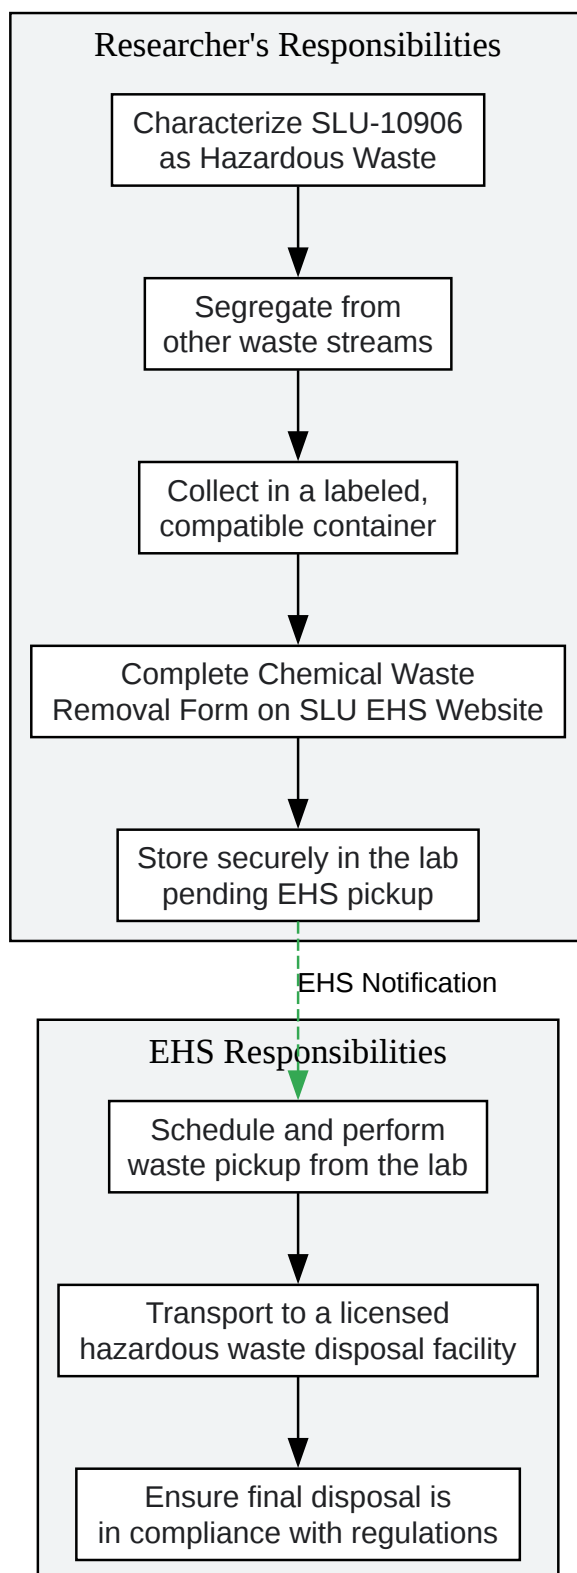 Researcher's Responsibilities
Characterize SLU-10906
as Hazardous Waste
Segregate from
other waste streams
Collect in a labeled,
compatible container
Complete Chemical Waste
Removal Form on SLU EHS Website
Store securely in the lab
pending EHS pickup
EHS Notification
EHS Responsibilities
Schedule and perform
waste pickup from the lab
Transport to a licensed
hazardous waste disposal facility
Ensure final disposal is
in compliance with regulations